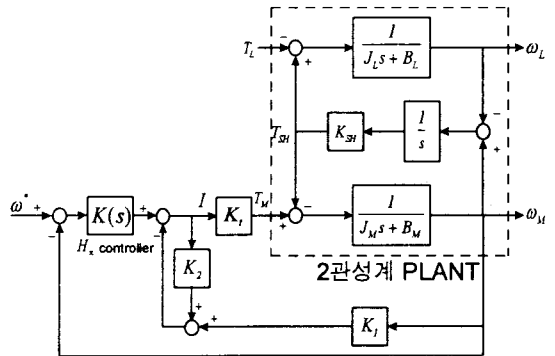 T_L - + 1 / (J_L s + B_L) ω_L
T_SH K_SH 1/s - +
ω* + - K(s) + - I K_t T_M + - 1 / (J_M s + B_M) ω_M
H_∞ controller
K_2
2관성계 PLANT
+ + K_1